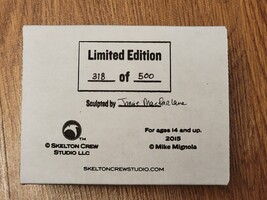 Limited Edition
318 of 500
Sculpted by Jamie Macfarlane
TM
© SKELTON CREW
STUDIO LLC
For ages 14 and up.
2015
© Mike Mignola
SKELTONCREWSTUDIO.COM